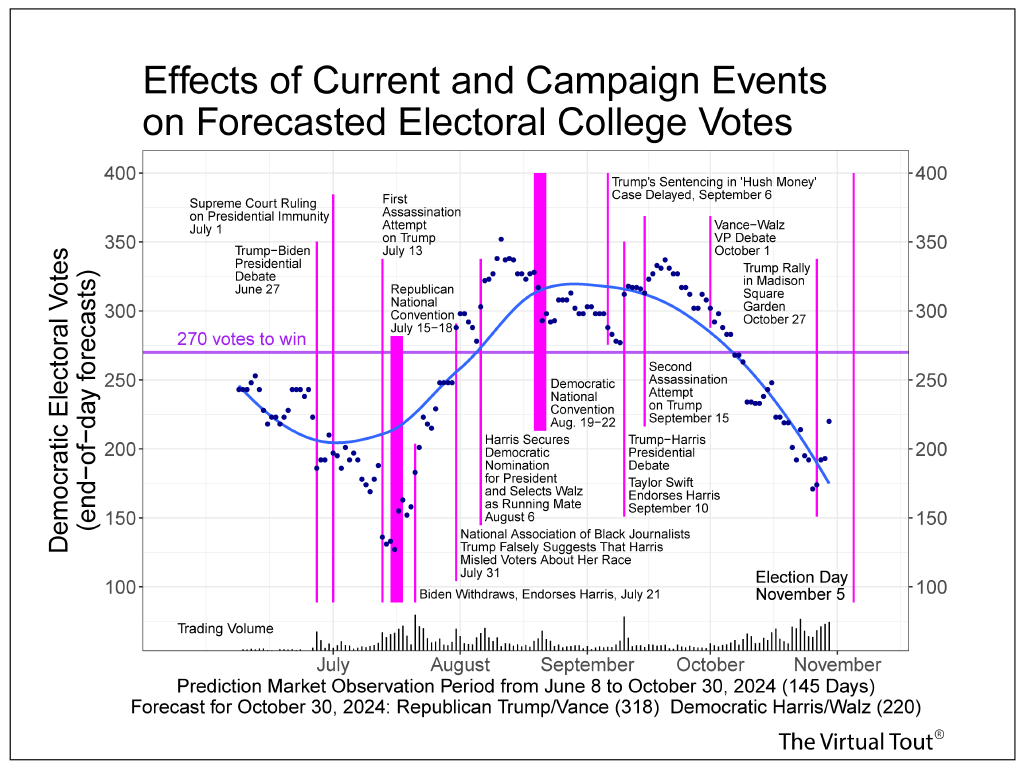 Effects of Current and Campaign Events
on Forecasted Electoral College Votes
Democratic Electoral Votes
(end−of−day forecasts)
400
350
300
250
200
150
100
400
350
300
250
200
150
100
Supreme Court Ruling
on Presidential Immunity
July 1
Trump−Biden
Presidential
Debate
June 27
First
Assassination
Attempt
on Trump
July 13
Republican
National
Convention
July 15−18
270 votes to win
Trump's Sentencing in 'Hush Money'
Case Delayed, September 6
Vance−Walz
VP Debate
October 1
Trump Rally
in Madison
Square
Garden
October 27
Democratic
National
Convention
Aug. 19−22
Second
Assassination
Attempt
on Trump
September 15
Harris Secures
Democratic
Nomination
for President
and Selects Walz
as Running Mate
August 6
Trump−Harris
Presidential
Debate
Taylor Swift
Endorses Harris
September 10
National Association of Black Journalists
Trump Falsely Suggests That Harris
Misled Voters About Her Race
July 31
Biden Withdraws, Endorses Harris, July 21
Election Day
November 5
Trading Volume
July
August
September
October
November
Prediction Market Observation Period from June 8 to October 30, 2024 (145 Days)
Forecast for October 30, 2024: Republican Trump/Vance (318) Democratic Harris/Walz (220)
The Virtual Tout®